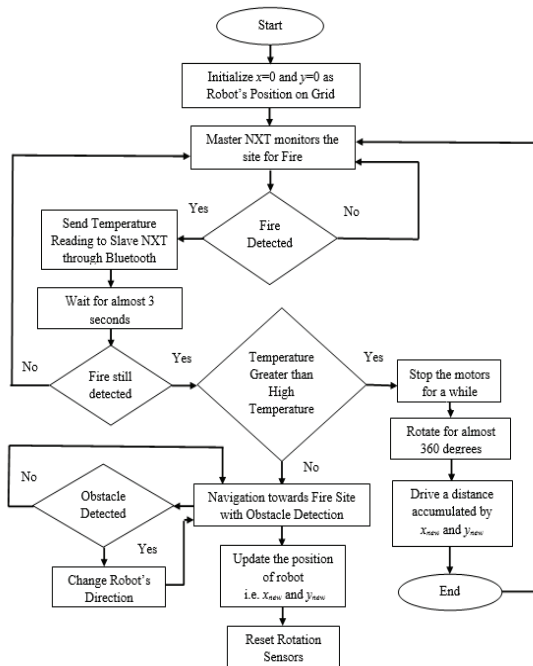 Start
Initialize x=0 and y=0 as
Robot's Position on Grid
Master NXT monitors the
site for Fire
Yes
No
Fire
Detected
Send Temperature
Reading to Slave NXT
through Bluetooth
Wait for almost 3
seconds
No
Fire still
detected
Yes
Temperature
Greater than
High
Temperature
Yes
Stop the motors
for a while
Rotate for almost
360 degrees
Drive a distance
accumulated by
xnew and ynew
End
No
No
Obstacle
Detected
Yes
Change Robot's
Direction
Navigation towards Fire Site
with Obstacle Detection
Update the position
of robot
i.e. xnew and ynew
Reset Rotation
Sensors